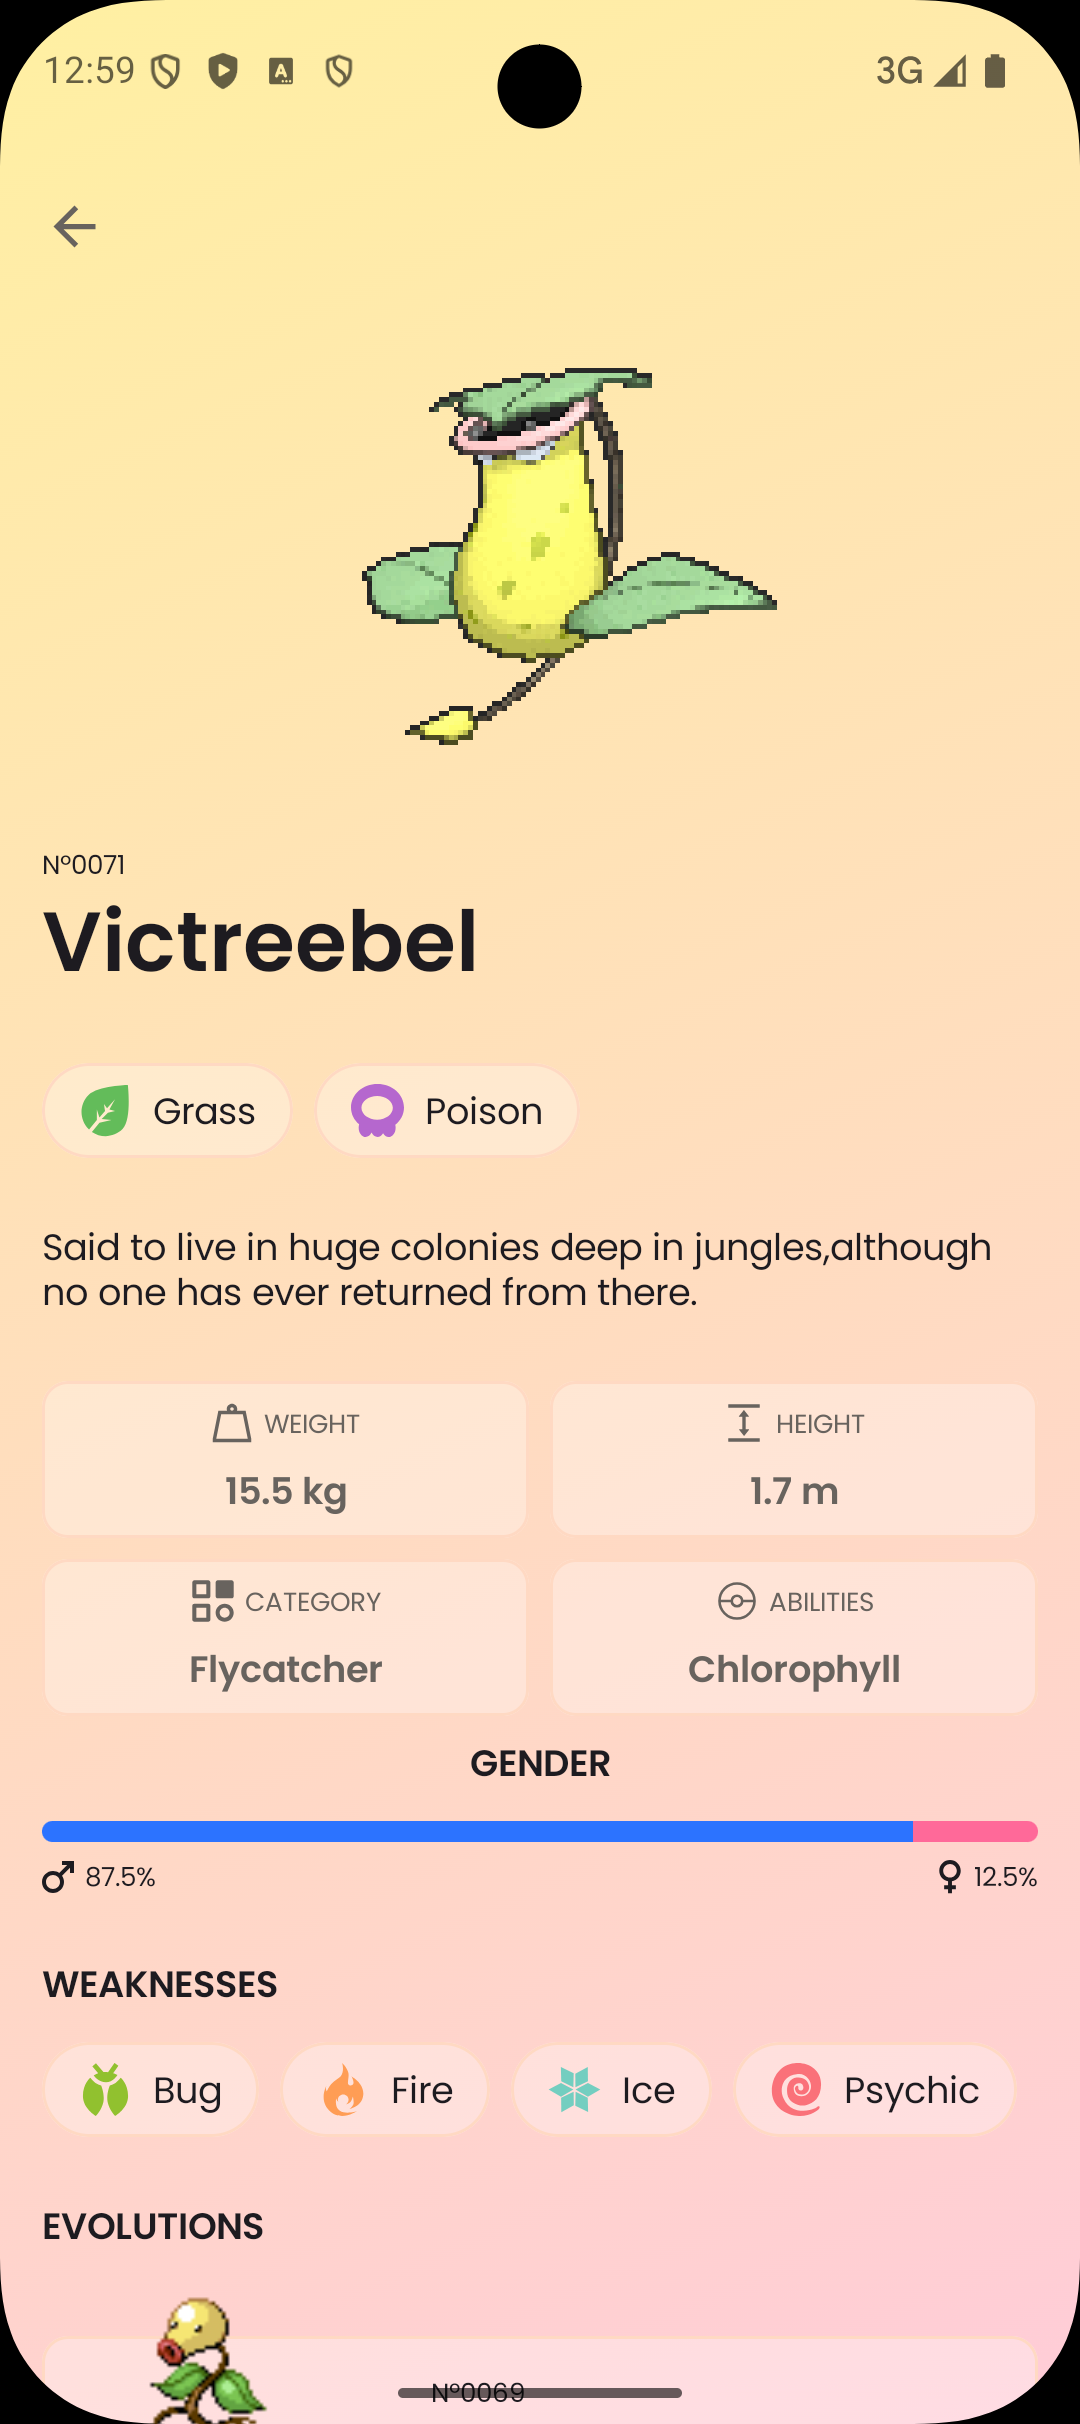 12:59
3G
N°0071
Victreebel
Grass
Poison
Said to live in huge colonies deep in jungles,although
no one has ever returned from there.
WEIGHT
15.5 kg
HEIGHT
1.7 m
CATEGORY
Flycatcher
ABILITIES
Chlorophyll
GENDER
87.5%
12.5%
WEAKNESSES
Bug
Fire
Ice
Psychic
EVOLUTIONS
N°0069